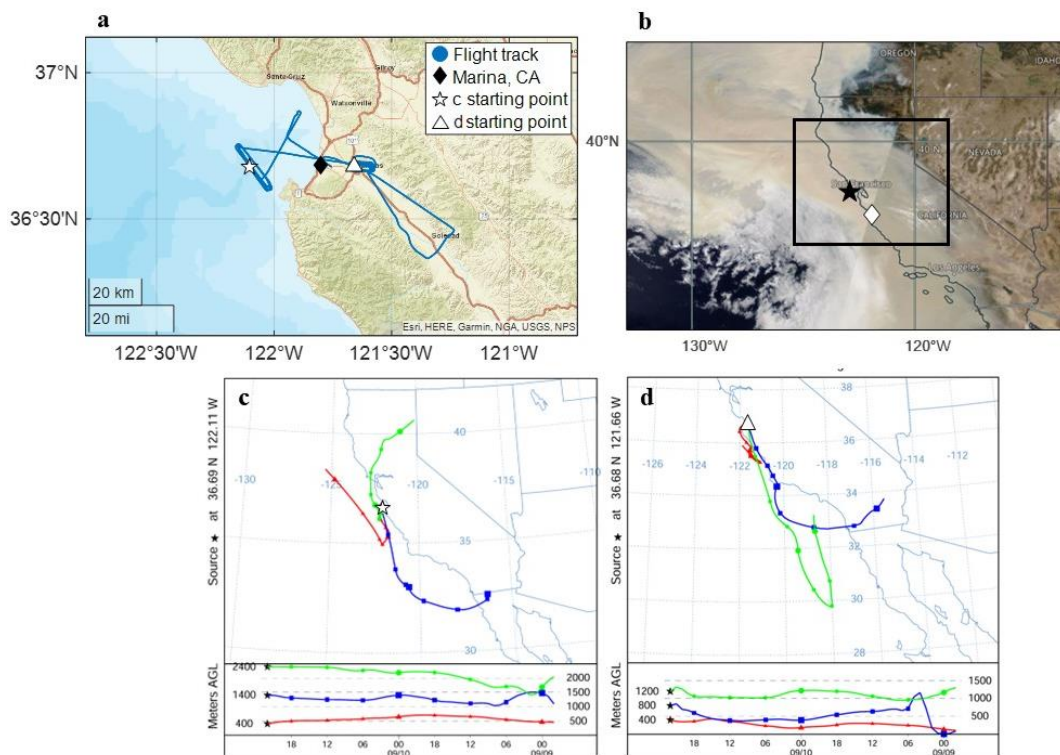 a
37°N
36°30'N
Santa Cruz
Gilroy
Watsonville
Soledad
Flight track
Marina, CA
c starting point
d starting point
20 km
20 mi
Esri, HERE, Garmin, NGA, USGS, NPS
122°30'W 122°W 121°30'W 121°W
b
OREGON
IDAHO
40°N
40 N
NEVADA
San Francisco
CALIFORNIA
Los Angeles
130°W 120°W
c
Source ★ at 36.69 N 122.11 W
-130 -125 -120 -115
40
35
30
Meters AGL
2400
1400
400
2000
1500
1000
500
18 12 06 00 18 12 06 00
09/10 09/09
d
Source ★ at 36.68 N 121.66 W
38
36
-126 -124 -122 -120 -118 -116 -114 -112
34
32
30
28
Meters AGL
1200
800
400
1500
1000
500
18 12 06 00 18 12 06 00
09/10 09/09